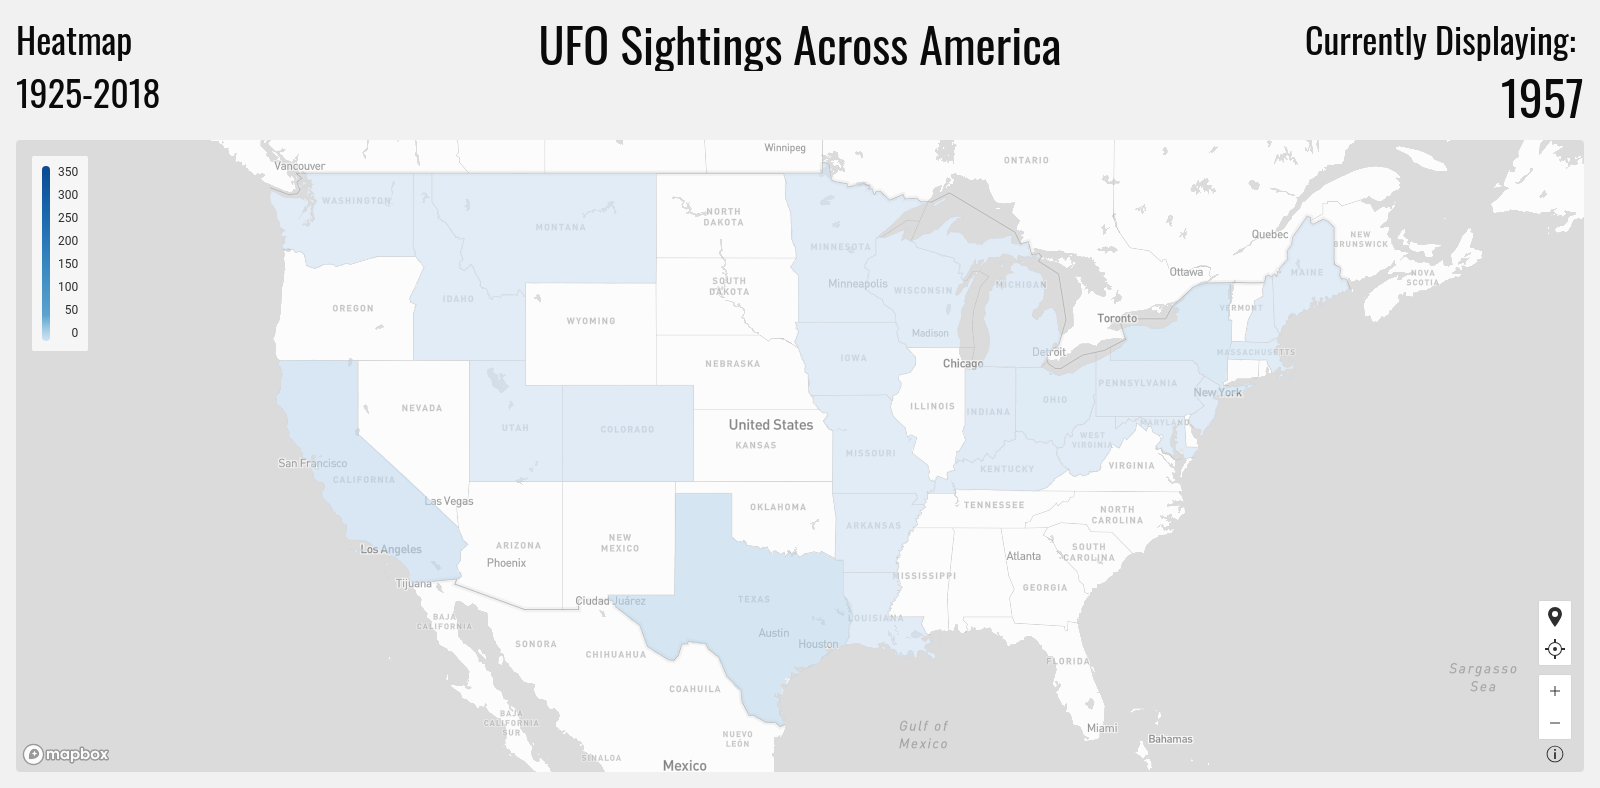 Heatmap
1925-2018
UFO Sightings Across America
Currently Displaying:
1957
350
300
250
200
150
100
50
0
Vancouver
Winnipeg
ONTARIO
WASHINGTON
MONTANA
NORTH
DAKOTA
MINNESOTA
Quebec
NEW
BRUNSWICK
Ottawa
MAINE
NOVA
SCOTIA
OREGON
IDAHO
SOUTH
DAKOTA
Minneapolis
WISCONSIN
MICHIGAN
WYOMING
Toronto
VERMONT
Madison
Detroit
MASSACHUSETTS
NEBRASKA
IOWA
Chicago
PENNSYLVANIA
New York
NEVADA
UTAH
COLORADO
United States
KANSAS
ILLINOIS
INDIANA
OHIO
MARYLAND
WEST
VIRGINIA
San Francisco
CALIFORNIA
MISSOURI
KENTUCKY
VIRGINIA
Las Vegas
OKLAHOMA
TENNESSEE
NORTH
CAROLINA
Los Angeles
ARIZONA
Phoenix
NEW
MEXICO
ARKANSAS
Atlanta
SOUTH
CAROLINA
Tijuana
MISSISSIPPI
GEORGIA
Ciudad Juárez
TEXAS
BAJA
CALIFORNIA
LOUISIANA
Austin
Houston
SONORA
CHIHUAHUA
FLORIDA
Sargasso
Sea
COAHUILA
BAJA
CALIFORNIA
SUR
Gulf of
Mexico
Miami
Bahamas
NUEVO
LEÓN
SINALOA
Mexico
mapbox
+
−
i